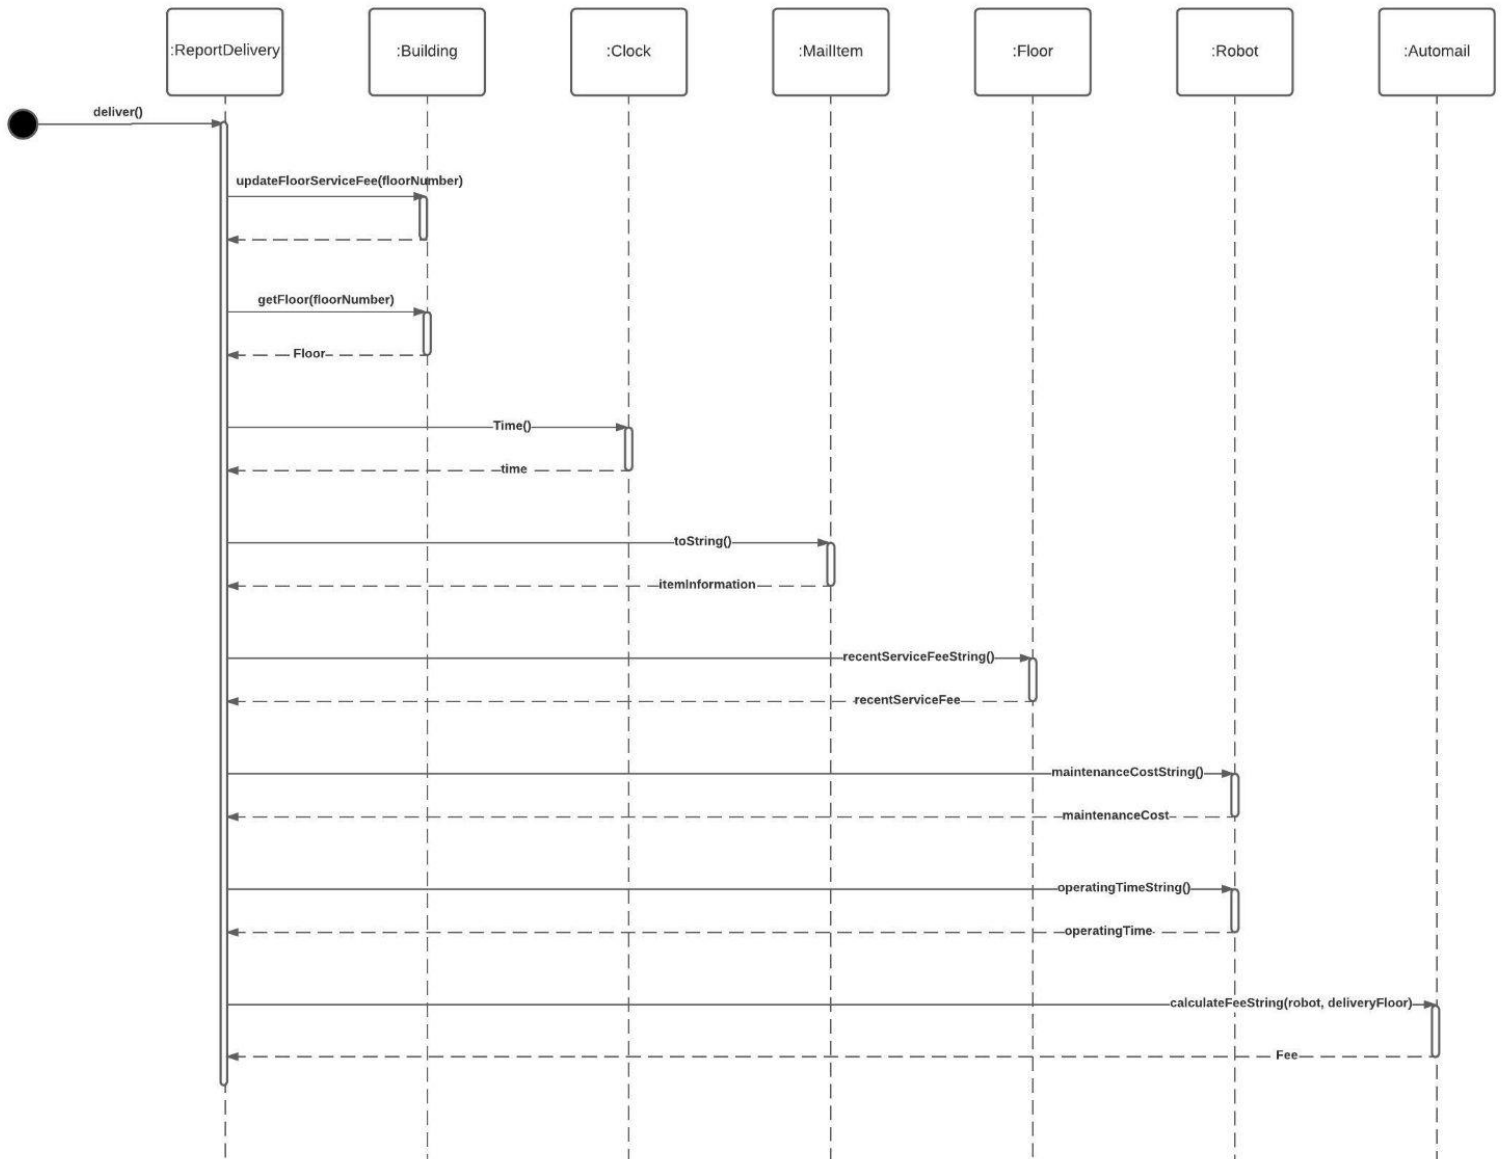 :ReportDelivery
:Building
:Clock
:MailItem
:Floor
:Robot
:Automail
deliver()
updateFloorServiceFee(floorNumber)
getFloor(floorNumber)
Floor
Time()
time
toString()
itemInformation
recentServiceFeeString()
recentServiceFee
maintenanceCostString()
maintenanceCost
operatingTimeString()
operatingTime
calculateFeeString(robot, deliveryFloor)
Fee